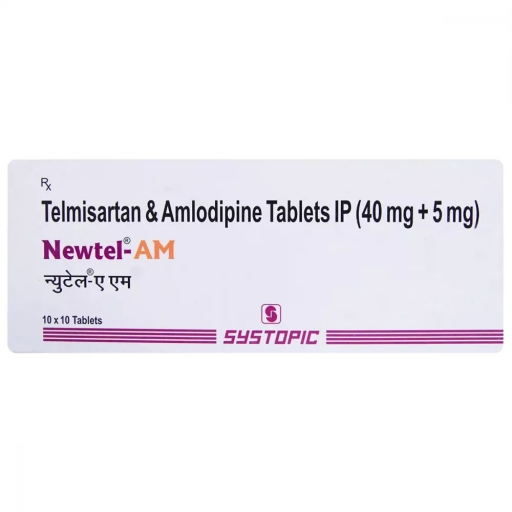 Rx
Telmisartan & Amlodipine Tablets IP (40 mg + 5 mg)
Newtel®-AM
न्युटेल®-ए एम
10 x 10 Tablets
S
SYSTOPIC